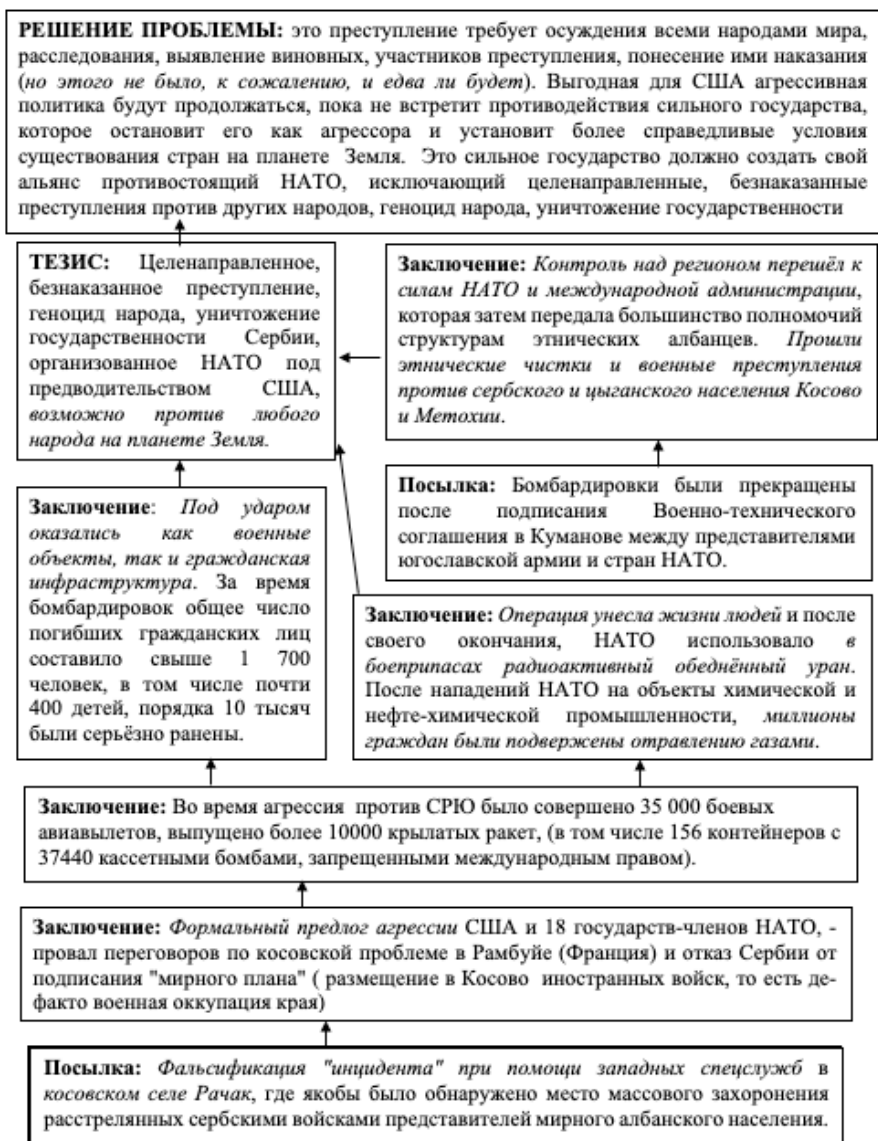 РЕШЕНИЕ ПРОБЛЕМЫ: это преступление требует осуждения всеми народами мира,
расследования, выявление виновных, участников преступления, понесение ими наказания
(но этого не было, к сожалению, и едва ли будет). Выгодная для США агрессивная
политика будут продолжаться, пока не встретит противодействия сильного государства,
которое остановит его как агрессора и установит более справедливые условия
существования стран на планете Земля. Это сильное государство должно создать свой
альянс противостоящий НАТО, исключающий целенаправленные, безнаказанные
преступления против других народов, геноцид народа, уничтожение государственности
ТЕЗИС: Целенаправленное,
безнаказанное преступление,
геноцид народа, уничтожение
государственности Сербии,
организованное НАТО под
предводительством США,
возможно против любого
народа на планете Земля.
Заключение: Контроль над регионом перешёл к
силам НАТО и международной администрации,
которая затем передала большинство полномочий
структурам этнических албанцев. Прошли
этнические чистки и военные преступления
против сербского и цыганского населения Косово
и Метохии.
Посылка: Бомбардировки были прекращены
после подписания Военно-технического
соглашения в Куманове между представителями
югославской армии и стран НАТО.
Заключение: Под ударом
оказались как военные
объекты, так и гражданская
инфраструктура. За время
бомбардировок общее число
погибших гражданских лиц
составило свыше 1 700
человек, в том числе почти
400 детей, порядка 10 тысяч
были серьёзно ранены.
Заключение: Операция унесла жизни людей и после
своего окончания, НАТО использовало в
боеприпасах радиоактивный обеднённый уран.
После нападений НАТО на объекты химической и
нефте-химической промышленности, миллионы
граждан были подвержены отравлению газами.
Заключение: Во время агрессия против СРЮ было совершено 35 000 боевых
авиавылетов, выпущено более 10000 крылатых ракет, (в том числе 156 контейнеров с
37440 кассетными бомбами, запрещенными международным правом).
Заключение: Формальный предлог агрессии США и 18 государств-членов НАТО, -
провал переговоров по косовской проблеме в Рамбуйе (Франция) и отказ Сербии от
подписания "мирного плана" ( размещение в Косово иностранных войск, то есть де-
факто военная оккупация края)
Посылка: Фальсификация "инцидента" при помощи западных спецслужб в
косовском селе Рачак, где якобы было обнаружено место массового захоронения
расстрелянных сербскими войсками представителей мирного албанского населения.